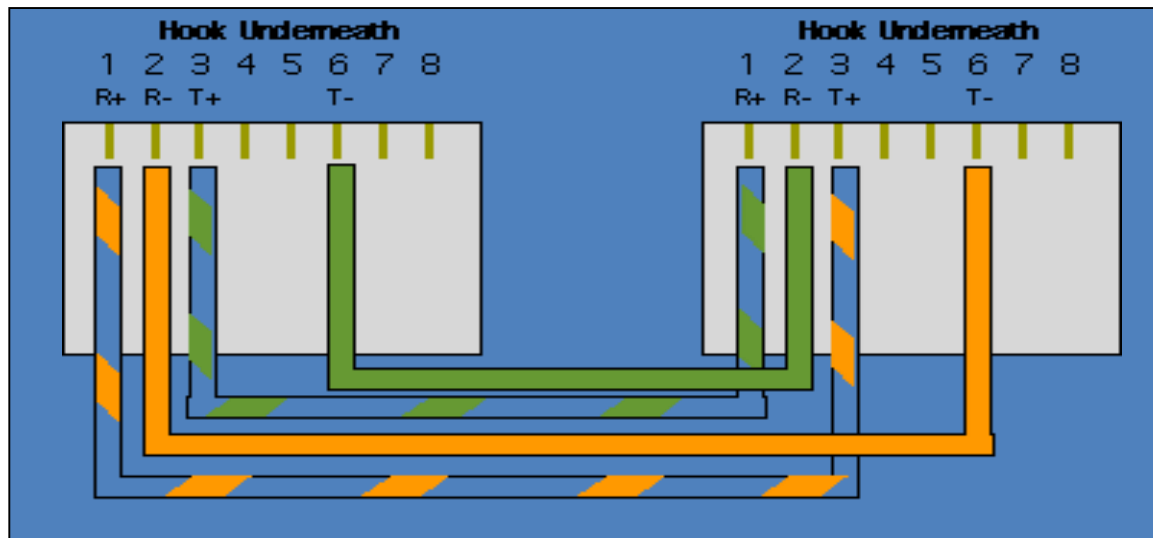 Hook Underneath Hook Underneath
1 2 3 4 5 6 7 8 1 2 3 4 5 6 7 8
R+ R- T+ T- R+ R- T+ T-